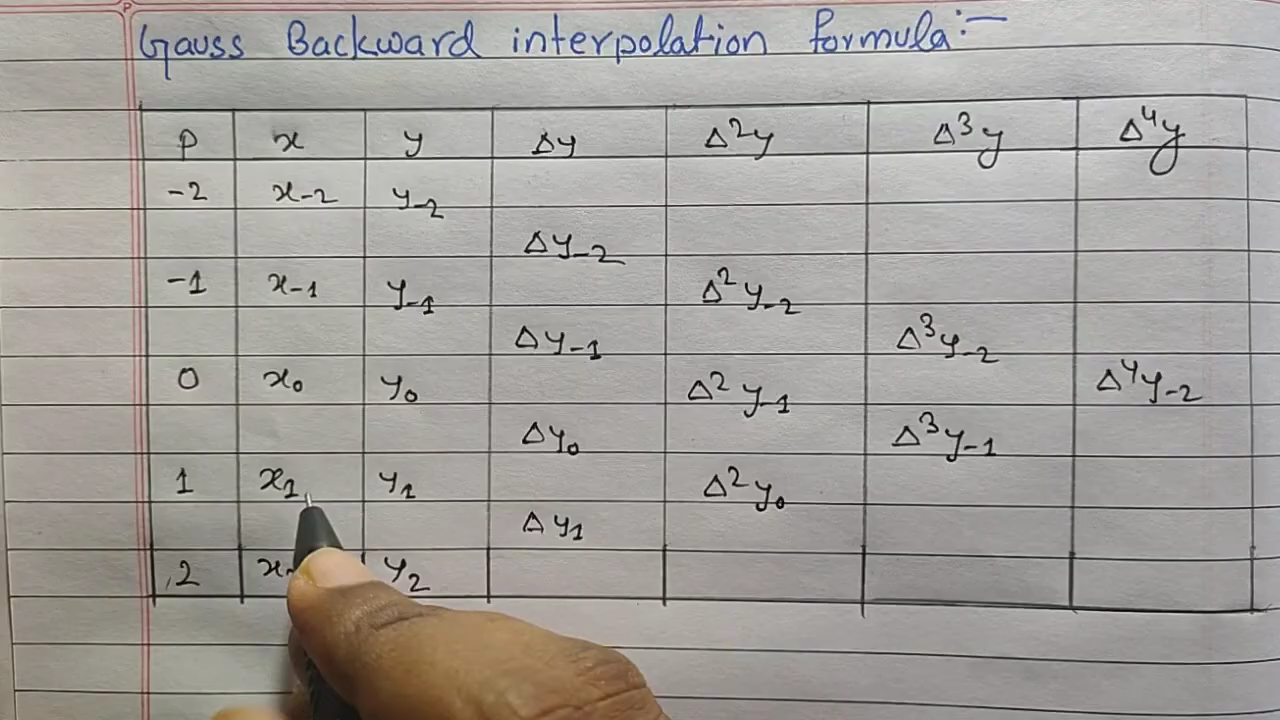 Gauss Backward interpolation formula:-
P x y Δy Δ²y Δ³y Δ⁴y
-2 x₋₂ y₋₂
Δy₋₂
-1 x₋₁ y₋₁ Δ²y₋₂
Δy₋₁ Δ³y₋₂
0 x₀ y₀ Δ²y₋₁ Δ⁴y₋₂
Δy₀ Δ³y₋₁
1 x₁ y₁ Δ²y₀
Δy₁
2 x y₂